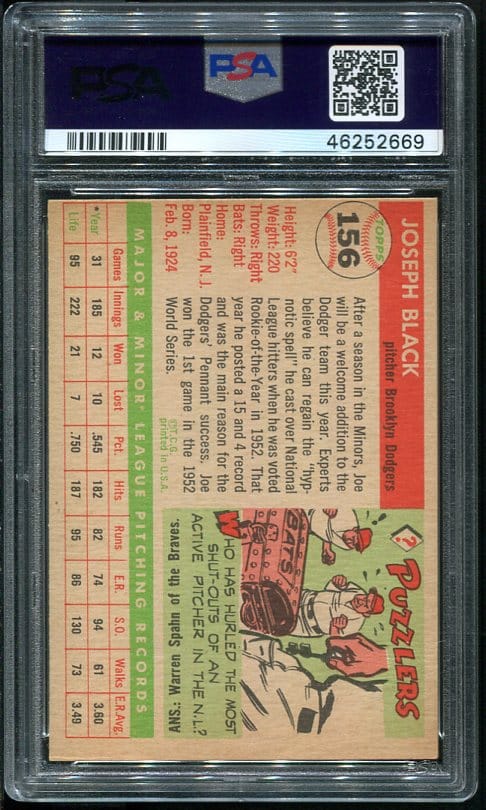 PSA
PSA
46252669
TOPPS
156
JOSEPH BLACK
pitcher Brooklyn Dodgers
Height: 6'2"
Weight: 220
Throws: Right
Bats: Right
Home:
Plainfield, N. J.
Born:
Feb. 8, 1924
After a season in the Minors, Joe
will be a welcome addition to the
Dodger team this year. Experts
believe he can regain the "hyp-
notic spell" he cast over National
League hitters when he was voted
Rookie-of-the-Year in 1952. That
year he posted a 15 and 4 record
and was the main reason for the
Dodgers' Pennant success. Joe
won the 1st game in the 1952
World Series.
©T.C.G.
printed in U.S.A.
?
PUZZLERS
BATS!
WHO HAS HURLED THE MOST
SHUT-OUTS OF AN
ACTIVE PITCHER IN THE N.L.?
ANS.: Warren Spahn of the Braves.
MAJOR & MINOR* LEAGUE PITCHING RECORDS
Games Innings Won Lost Pct. Hits Runs E.R. S.O. Walks E.R.Avg.
*Year 31 185 12 10 .545 182 82 74 94 61 3.60
Life 95 222 21 7 .750 187 95 86 130 73 3.49